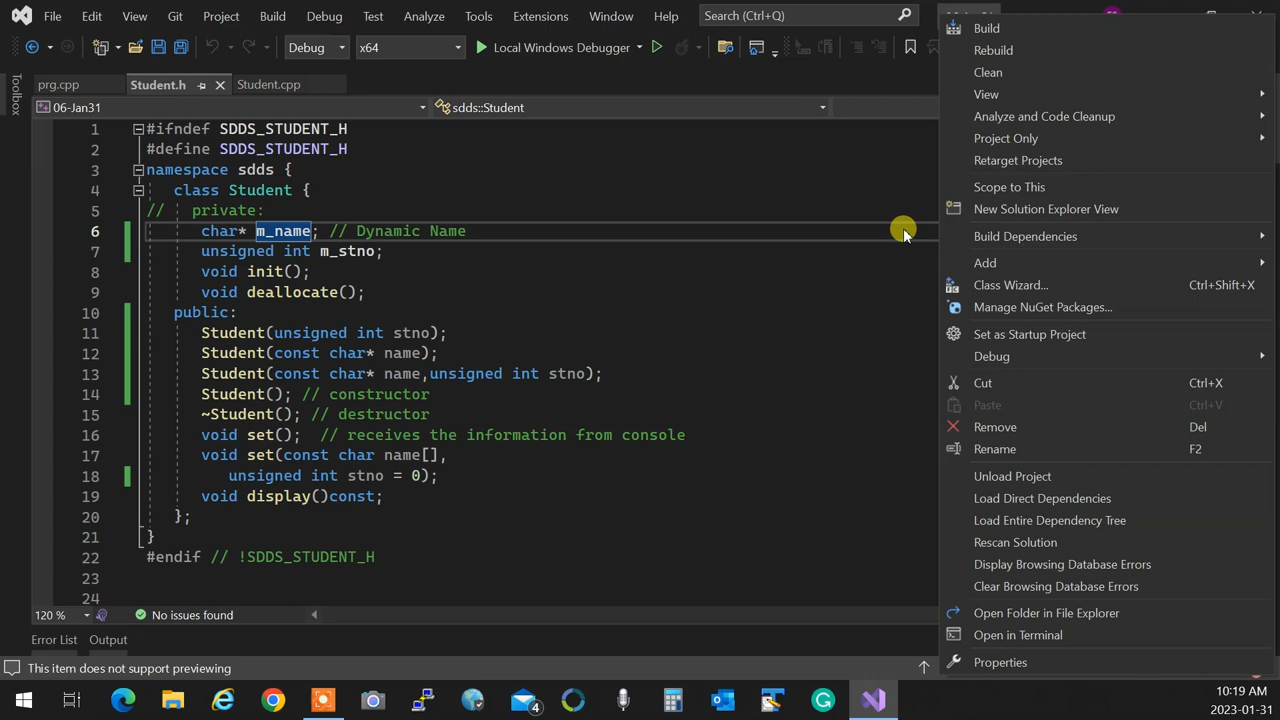 File Edit View Git Project Build Debug Test Analyze Tools Extensions Window Help Search (Ctrl+Q)
Debug x64 Local Windows Debugger
Toolbox
prg.cpp Student.h Student.cpp
06-Jan31 sdds::Student
1 #ifndef SDDS_STUDENT_H
2 #define SDDS_STUDENT_H
3 namespace sdds {
4 class Student {
5 // private:
6 char* m_name; // Dynamic Name
7 unsigned int m_stno;
8 void init();
9 void deallocate();
10 public:
11 Student(unsigned int stno);
12 Student(const char* name);
13 Student(const char* name,unsigned int stno);
14 Student(); // constructor
15 ~Student(); // destructor
16 void set(); // receives the information from console
17 void set(const char name[],
18 unsigned int stno = 0);
19 void display()const;
20 };
21 }
22 #endif // !SDDS_STUDENT_H
23
24
120 % No issues found
Error List Output
This item does not support previewing
Build
Rebuild
Clean
View
Analyze and Code Cleanup
Project Only
Retarget Projects
Scope to This
New Solution Explorer View
Build Dependencies
Add
Class Wizard... Ctrl+Shift+X
Manage NuGet Packages...
Set as Startup Project
Debug
Cut Ctrl+X
Paste Ctrl+V
Remove Del
Rename F2
Unload Project
Load Direct Dependencies
Load Entire Dependency Tree
Rescan Solution
Display Browsing Database Errors
Clear Browsing Database Errors
Open Folder in File Explorer
Open in Terminal
Properties
4
10:19 AM
2023-01-31